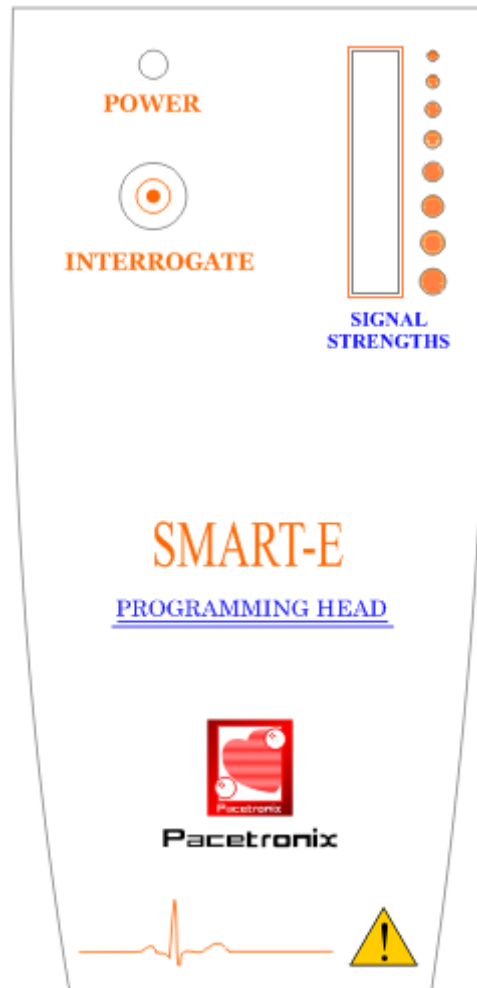 POWER
INTERROGATE
SIGNAL
STRENGTHS
SMART-E
PROGRAMMING HEAD
Pacetronix
Pacetronix
!